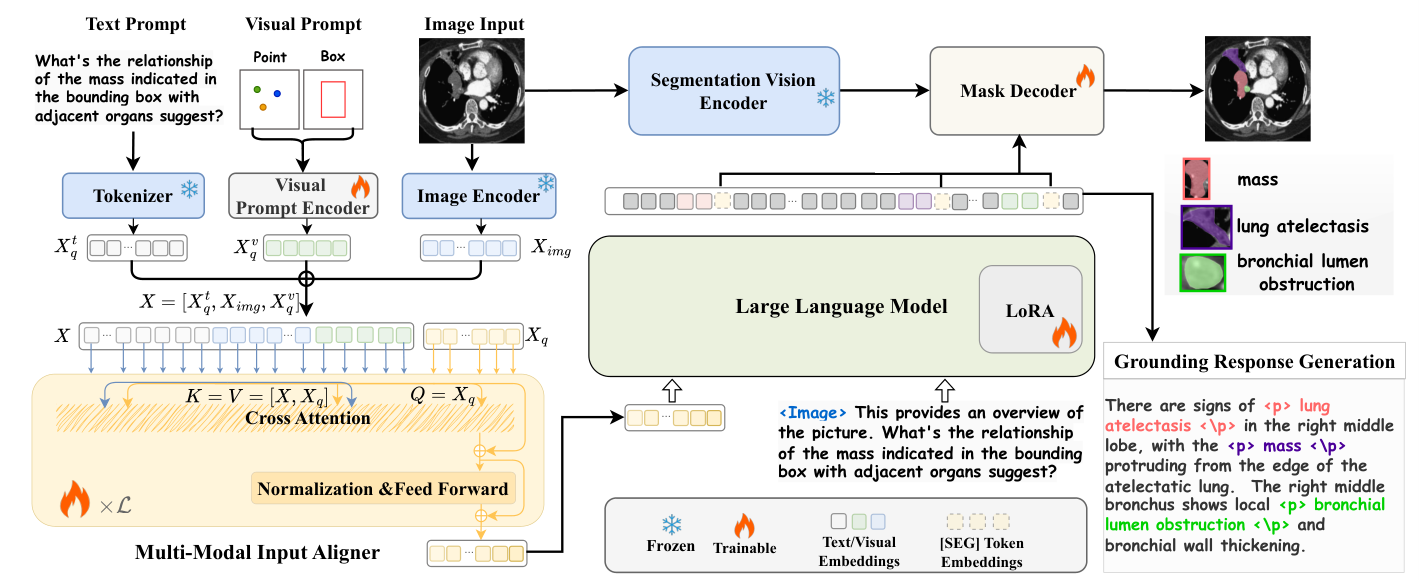 Text Prompt
Visual Prompt
Image Input
What's the relationship
of the mass indicated in
the bounding box with
adjacent organs suggest?
Point
Box
Tokenizer
Visual
Prompt Encoder
Image Encoder
Segmentation Vision
Encoder
Mask Decoder
mass
lung atelectasis
bronchial lumen
obstruction
X_q^t
X_q^v
X_{img}
X = [X_q^t, X_{img}, X_q^v]
X
X_q
K = V = [X, X_q]
Q = X_q
Cross Attention
Normalization &Feed Forward
×ℒ
Multi-Modal Input Aligner
Large Language Model
LoRA
<Image> This provides an overview of
the picture. What's the relationship
of the mass indicated in the bounding
box with adjacent organs suggest?
Frozen
Trainable
Text/Visual
Embeddings
[SEG] Token
Embeddings
Grounding Response Generation
There are signs of <p> lung
atelectasis <\p> in the right middle
lobe, with the <p> mass <\p>
protruding from the edge of the
atelectatic lung. The right middle
bronchus shows local <p> bronchial
lumen obstruction <\p> and
bronchial wall thickening.